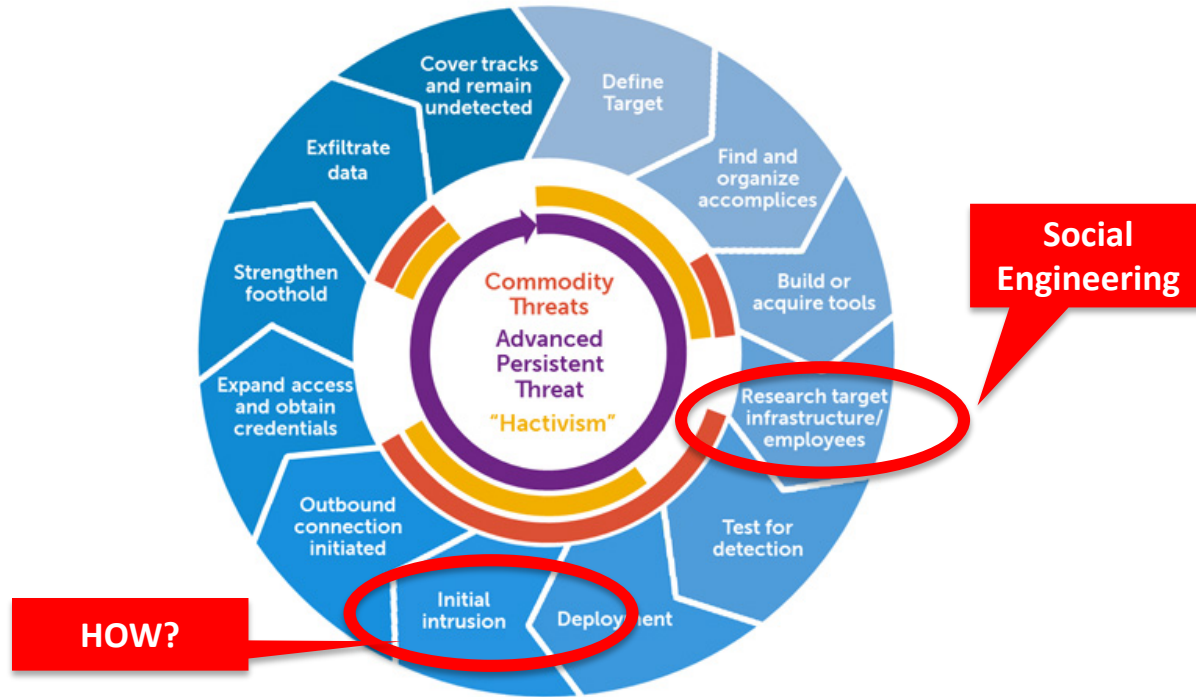 Define
Target
Find and
organize
accomplices
Build or
acquire tools
Research target
infrastructure/
employees
Test for
detection
Deployment
Initial
intrusion
Outbound
connection
initiated
Expand access
and obtain
credentials
Strengthen
foothold
Exfiltrate
data
Cover tracks
and remain
undetected
Commodity
Threats
Advanced
Persistent
Threat
"Hactivism"
Social
Engineering
HOW?